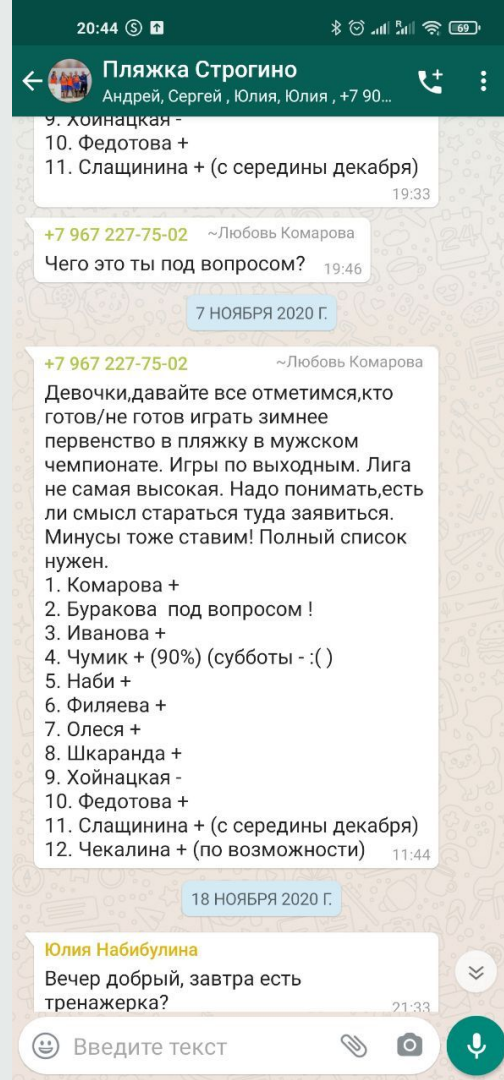 20:44
69
Пляжка Строгино
Андрей, Сергей , Юлия, Юлия , +7 90...
9. Хойнацкая -
10. Федотова +
11. Слащинина + (с середины декабря)
19:33
+7 967 227-75-02 ~Любовь Комарова
Чего это ты под вопросом? 19:46
7 НОЯБРЯ 2020 Г.
+7 967 227-75-02 ~Любовь Комарова
Девочки,давайте все отметимся,кто
готов/не готов играть зимнее
первенство в пляжку в мужском
чемпионате. Игры по выходным. Лига
не самая высокая. Надо понимать,есть
ли смысл стараться туда заявиться.
Минусы тоже ставим! Полный список
нужен.
1. Комарова +
2. Буракова  под вопросом !
3. Иванова +
4. Чумик + (90%) (субботы - :( )
5. Наби +
6. Филяева +
7. Олеся +
8. Шкаранда +
9. Хойнацкая -
10. Федотова +
11. Слащинина + (с середины декабря)
12. Чекалина + (по возможности) 11:44
18 НОЯБРЯ 2020 Г.
Юлия Набибулина
Вечер добрый, завтра есть
тренажерка? 21:33
Введите текст